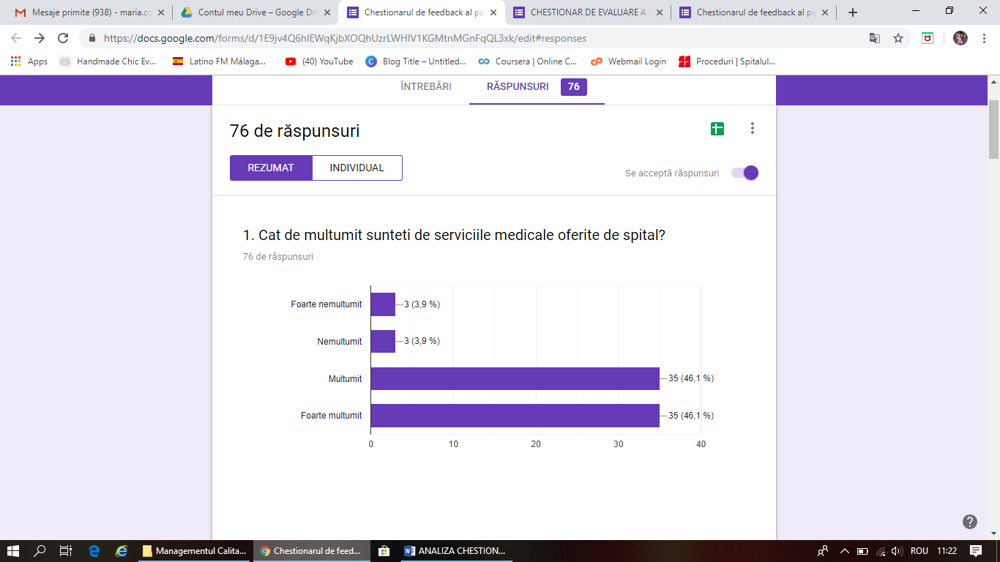 Mesaje primite (938) – maria.co
Contul meu Drive – Google Dri
Chestionarul de feedback al pa
CHESTIONAR DE EVALUARE A
Chestionarul de feedback al pa
https://docs.google.com/forms/d/1E9jv4Q6hIEWqKjbXOQhUzrLWHIV1KGMtnMGnFqQL3xk/edit#responses
Apps
Handmade Chic Ev...
Latino FM Málaga...
(40) YouTube
Blog Title – Untitled...
Coursera | Online C...
Webmail Login
Proceduri | Spitalul...
ÎNTREBĂRI
RĂSPUNSURI 76
76 de răspunsuri
REZUMAT
INDIVIDUAL
Se acceptă răspunsuri
1. Cat de multumit sunteti de serviciile medicale oferite de spital?
76 de răspunsuri
Foarte nemultumit 3 (3,9 %)
Nemultumit 3 (3,9 %)
Multumit 35 (46,1 %)
Foarte multumit 35 (46,1 %)
0 10 20 30 40
Managementul Calita...
Chestionarul de feed...
ANALIZA CHESTION...
ROU
11:22